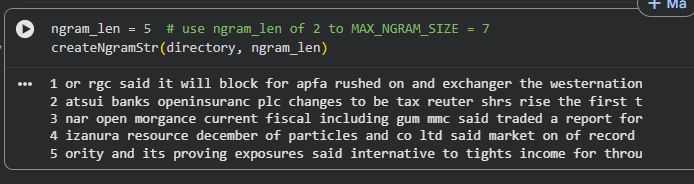 + Ma
ngram_len = 5  # use ngram_len of 2 to MAX_NGRAM_SIZE = 7
createNgramStr(directory, ngram_len)
1 or rgc said it will block for apfa rushed on and exchanger the westernation
2 atsui banks openinsuranc plc changes to be tax reuter shrs rise the first t
3 nar open morgance current fiscal including gum mmc said traded a report for
4 izanura resource december of particles and co ltd said market on of record
5 ority and its proving exposures said internative to tights income for throu